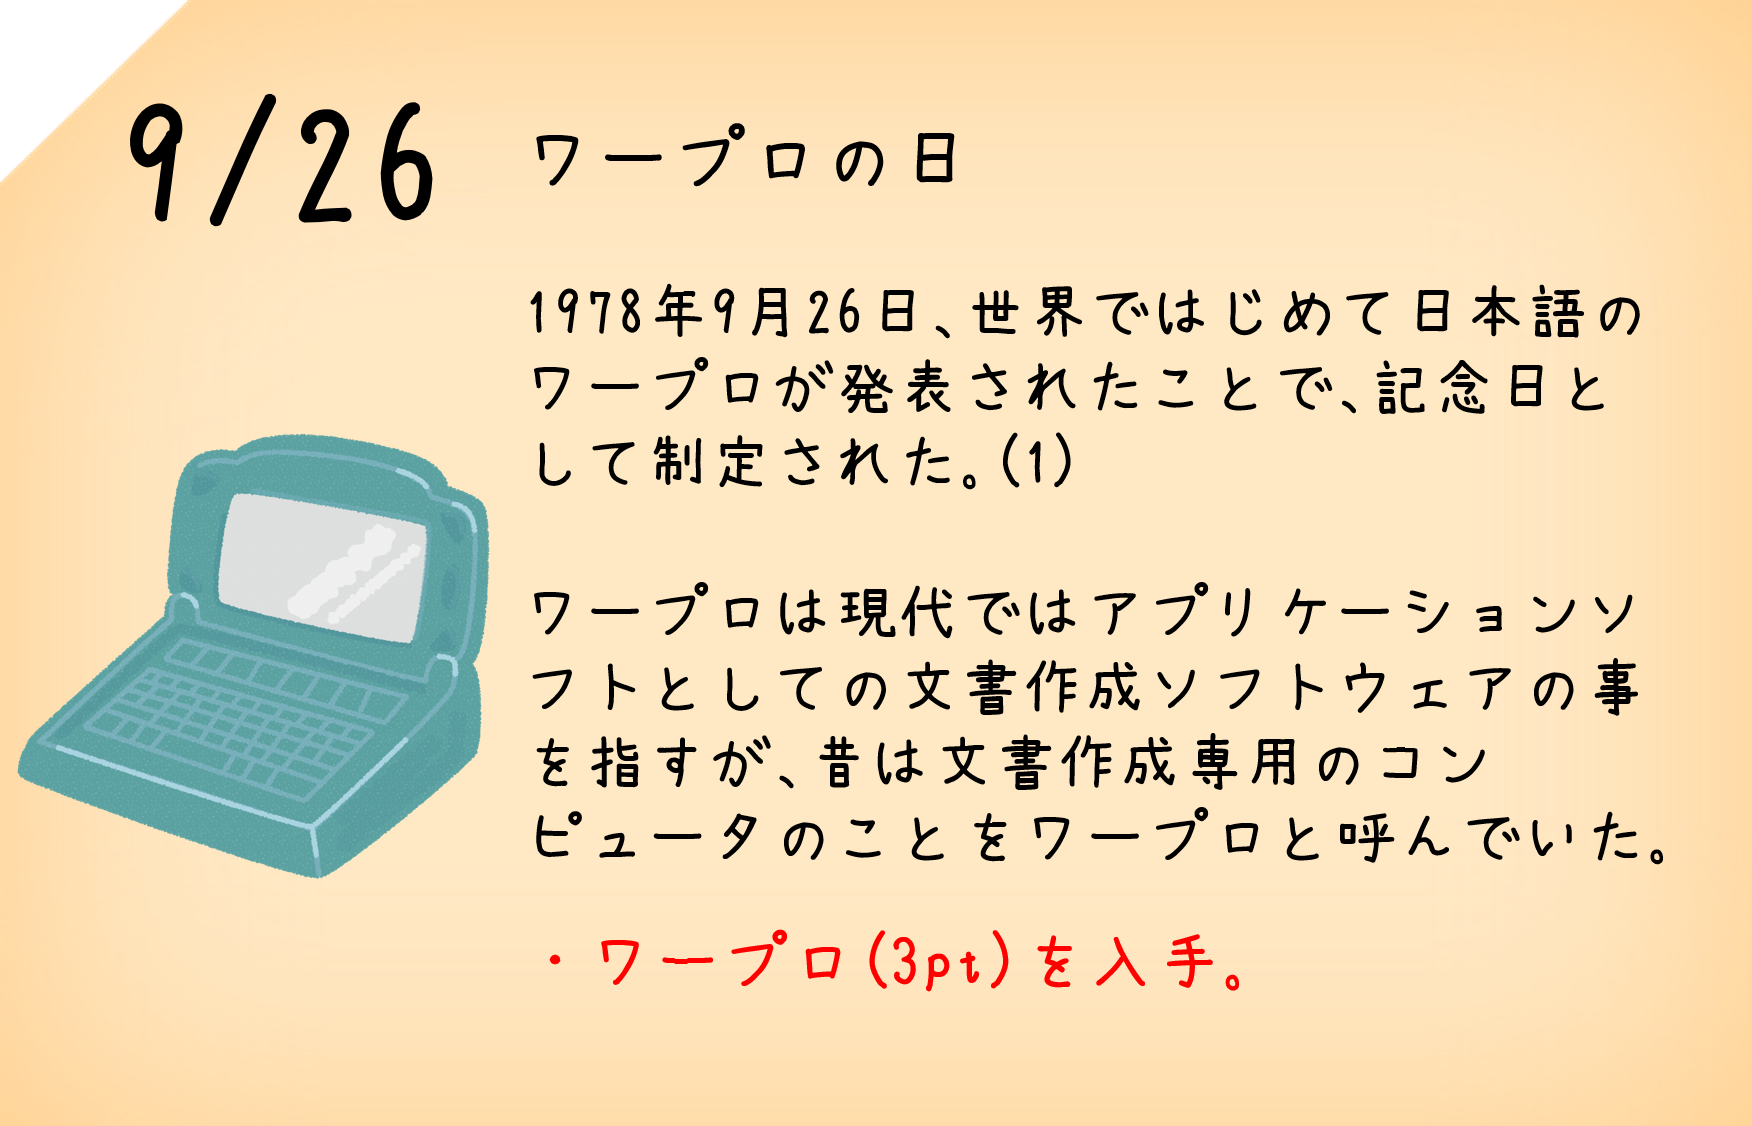 9/26 ワープロの日
1978年9月26日、世界ではじめて日本語の
ワープロが発表されたことで、記念日と
して制定された。(1)
ワープロは現代ではアプリケーションソ
フトとしての文書作成ソフトウェアの事
を指すが、昔は文書作成専用のコン
ピュータのことをワープロと呼んでいた。
・ワープロ(3pt)を入手。